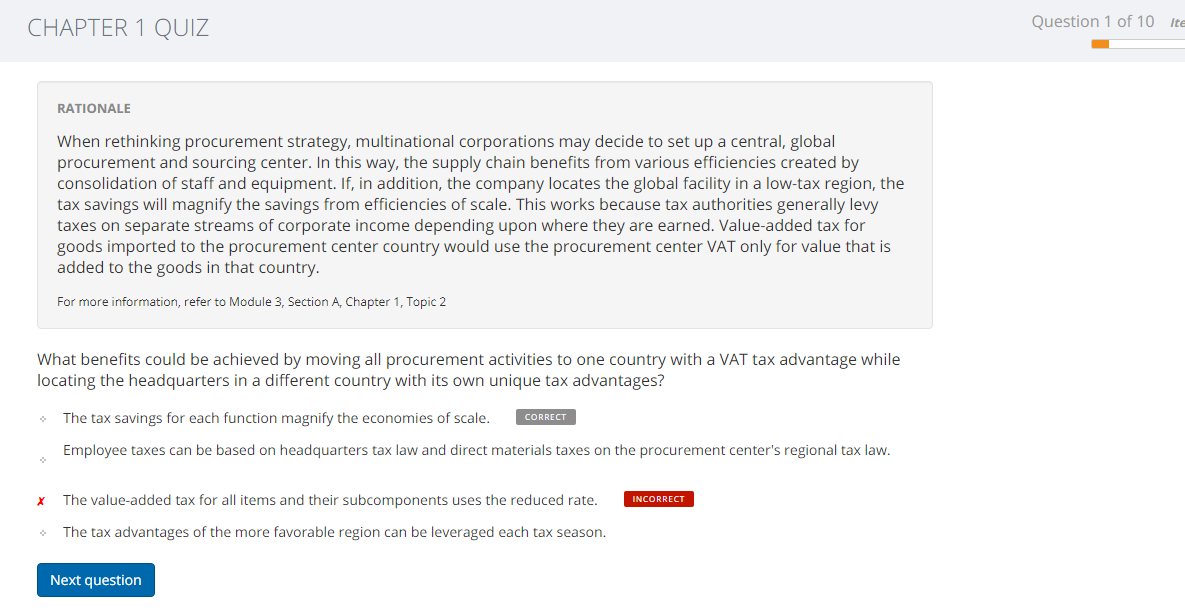 CHAPTER 1 QUIZ
Question 1 of 10 Ite
RATIONALE
When rethinking procurement strategy, multinational corporations may decide to set up a central, global
procurement and sourcing center. In this way, the supply chain benefits from various efficiencies created by
consolidation of staff and equipment. If, in addition, the company locates the global facility in a low-tax region, the
tax savings will magnify the savings from efficiencies of scale. This works because tax authorities generally levy
taxes on separate streams of corporate income depending upon where they are earned. Value-added tax for
goods imported to the procurement center country would use the procurement center VAT only for value that is
added to the goods in that country.
For more information, refer to Module 3, Section A, Chapter 1, Topic 2
What benefits could be achieved by moving all procurement activities to one country with a VAT tax advantage while
locating the headquarters in a different country with its own unique tax advantages?
The tax savings for each function magnify the economies of scale. CORRECT
Employee taxes can be based on headquarters tax law and direct materials taxes on the procurement center's regional tax law.
✗ The value-added tax for all items and their subcomponents uses the reduced rate. INCORRECT
The tax advantages of the more favorable region can be leveraged each tax season.
Next question